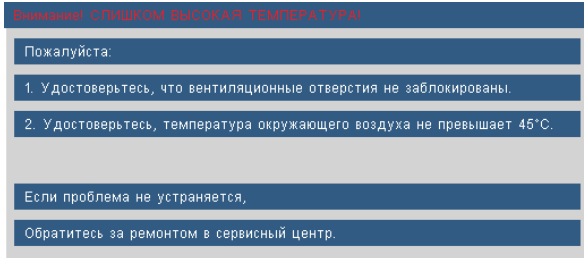 Внимание! СЛИШКОМ ВЫСОКАЯ ТЕМПЕРАТУРА!
Пожалуйста:
1. Удостоверьтесь, что вентиляционные отверстия не заблокированы.
2. Удостоверьтесь, температура окружающего воздуха не превышает 45°C.
Если проблема не устраняется,
Обратитесь за ремонтом в сервисный центр.